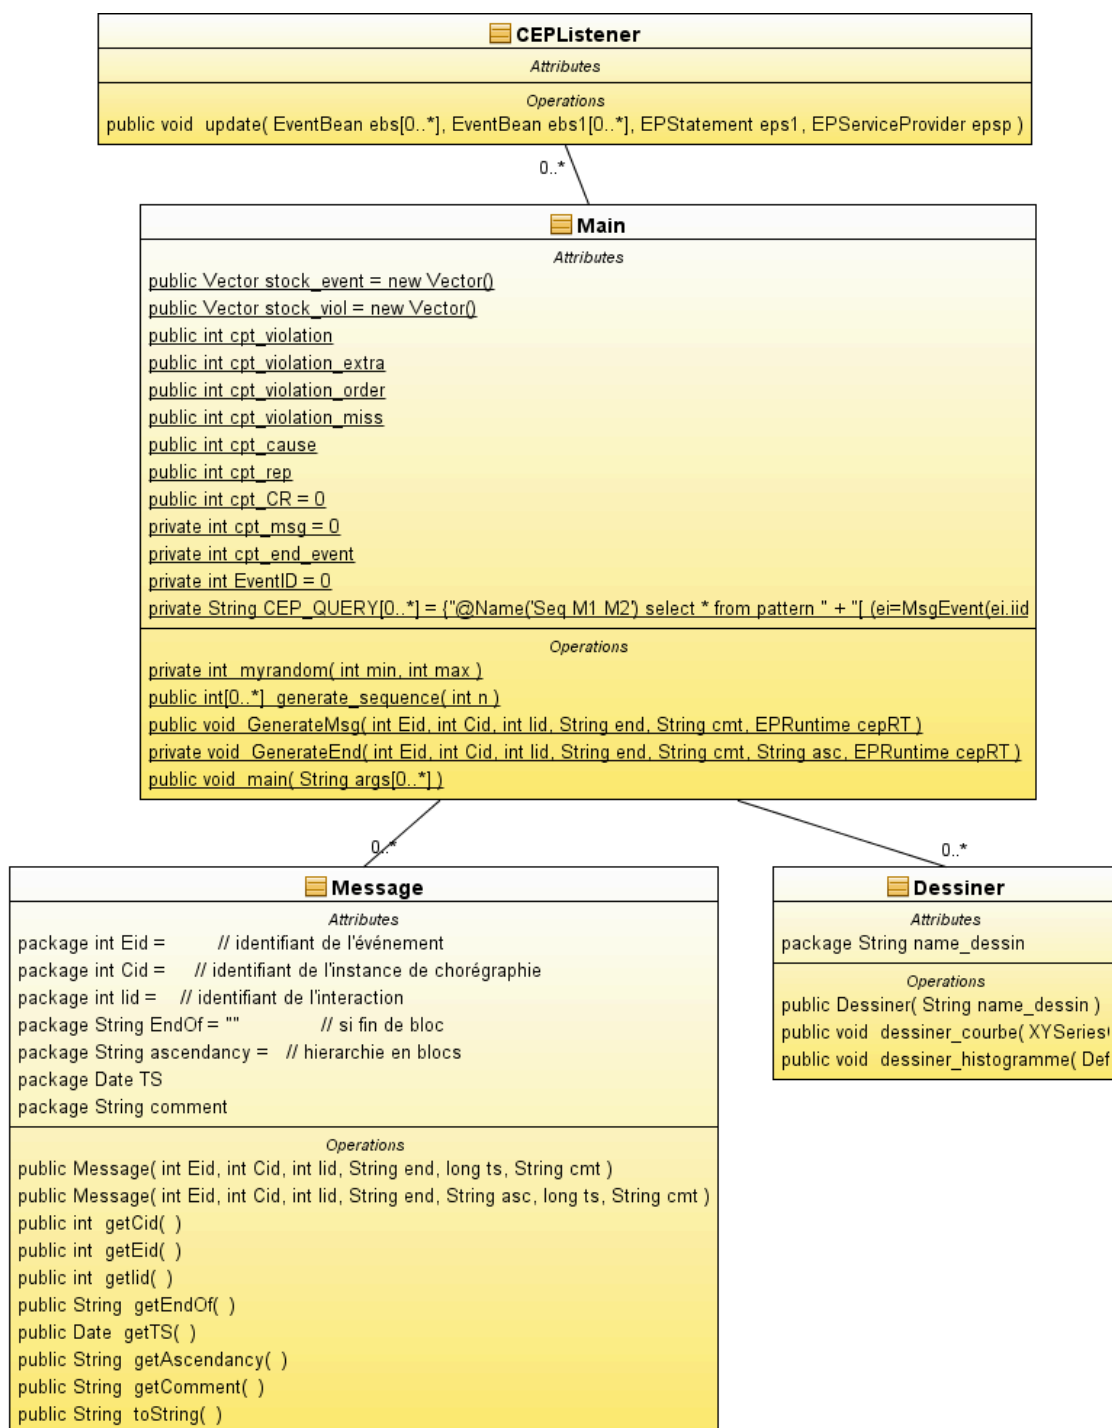 CEPListener
Attributes
Operations
public void update( EventBean ebs[0..*], EventBean ebs1[0..*], EPStatement eps1, EPServiceProvider epsp )
0..*
Main
Attributes
public Vector stock_event = new Vector()
public Vector stock_viol = new Vector()
public int cpt_violation
public int cpt_violation_extra
public int cpt_violation_order
public int cpt_violation_miss
public int cpt_cause
public int cpt_rep
public int cpt_CR = 0
private int cpt_msg = 0
private int cpt_end_event
private int EventID = 0
private String CEP_QUERY[0..*] = {"@Name('Seq M1 M2') select * from pattern " + "[ (ei=MsgEvent(ei.iid
Operations
private int myrandom( int min, int max )
public int[0..*] generate_sequence( int n )
public void GenerateMsg( int Eid, int Cid, int Iid, String end, String cmt, EPRuntime cepRT )
private void GenerateEnd( int Eid, int Cid, int Iid, String end, String cmt, String asc, EPRuntime cepRT )
public void main( String args[0..*] )
0..*
0..*
Message
Attributes
package int Eid = // identifiant de l'événement
package int Cid = // identifiant de l'instance de chorégraphie
package int Iid = // identifiant de l'interaction
package String EndOf = "" // si fin de bloc
package String ascendancy = // hierarchie en blocs
package Date TS
package String comment
Operations
public Message( int Eid, int Cid, int Iid, String end, long ts, String cmt )
public Message( int Eid, int Cid, int Iid, String end, String asc, long ts, String cmt )
public int getCid( )
public int getEid( )
public int getIid( )
public String getEndOf( )
public Date getTS( )
public String getAscendancy( )
public String getComment( )
public String toString( )
Dessiner
Attributes
package String name_dessin
Operations
public Dessiner( String name_dessin )
public void dessiner_courbe( XYSeries
public void dessiner_histogramme( Def